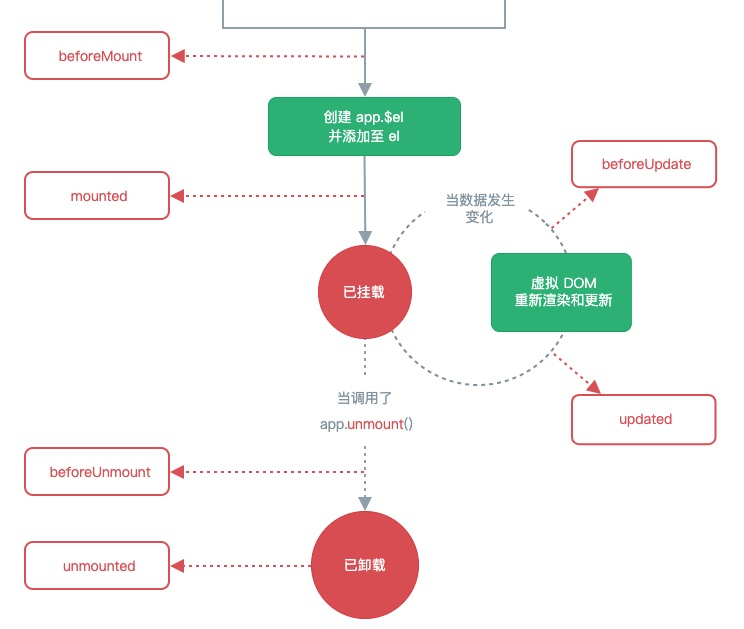 beforeMount
创建 app.$el
并添加至 el
beforeUpdate
mounted
当数据发生
变化
已挂载
虚拟 DOM
重新渲染和更新
当调用了
app.unmount()
updated
beforeUnmount
unmounted
已卸载